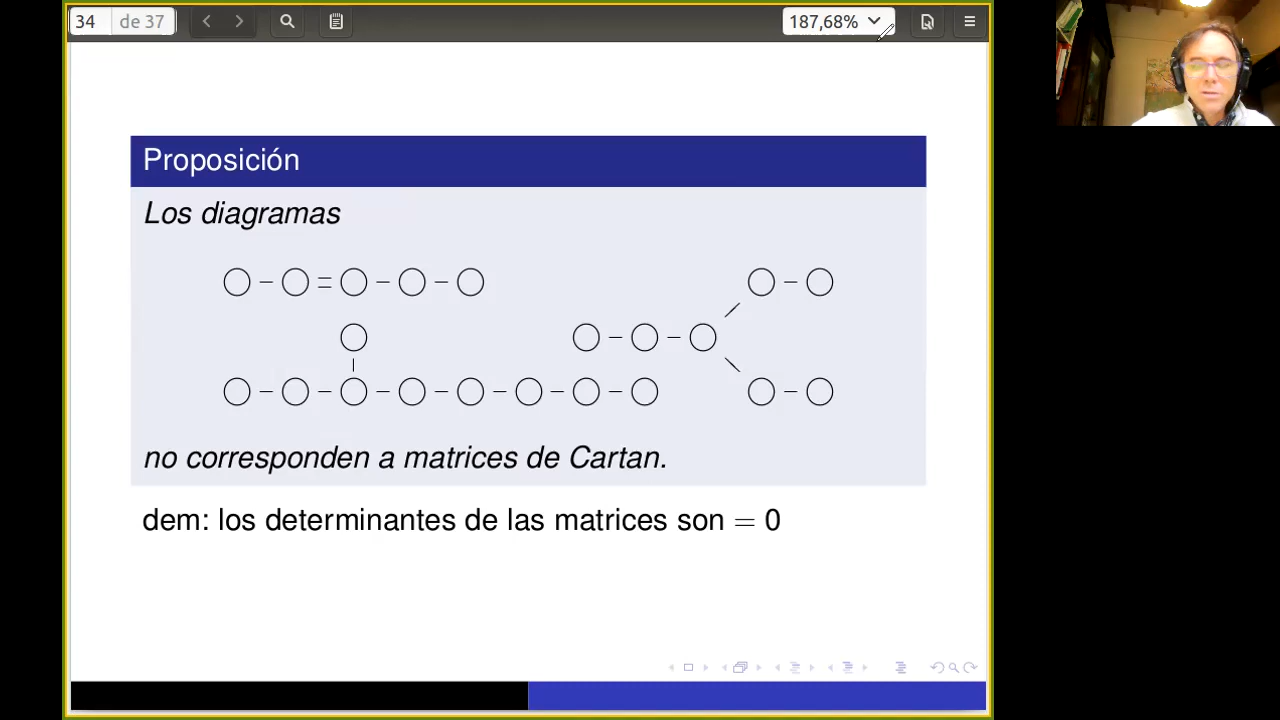 34 de 37
187,68%
Proposición
Los diagramas
no corresponden a matrices de Cartan.
dem: los determinantes de las matrices son = 0